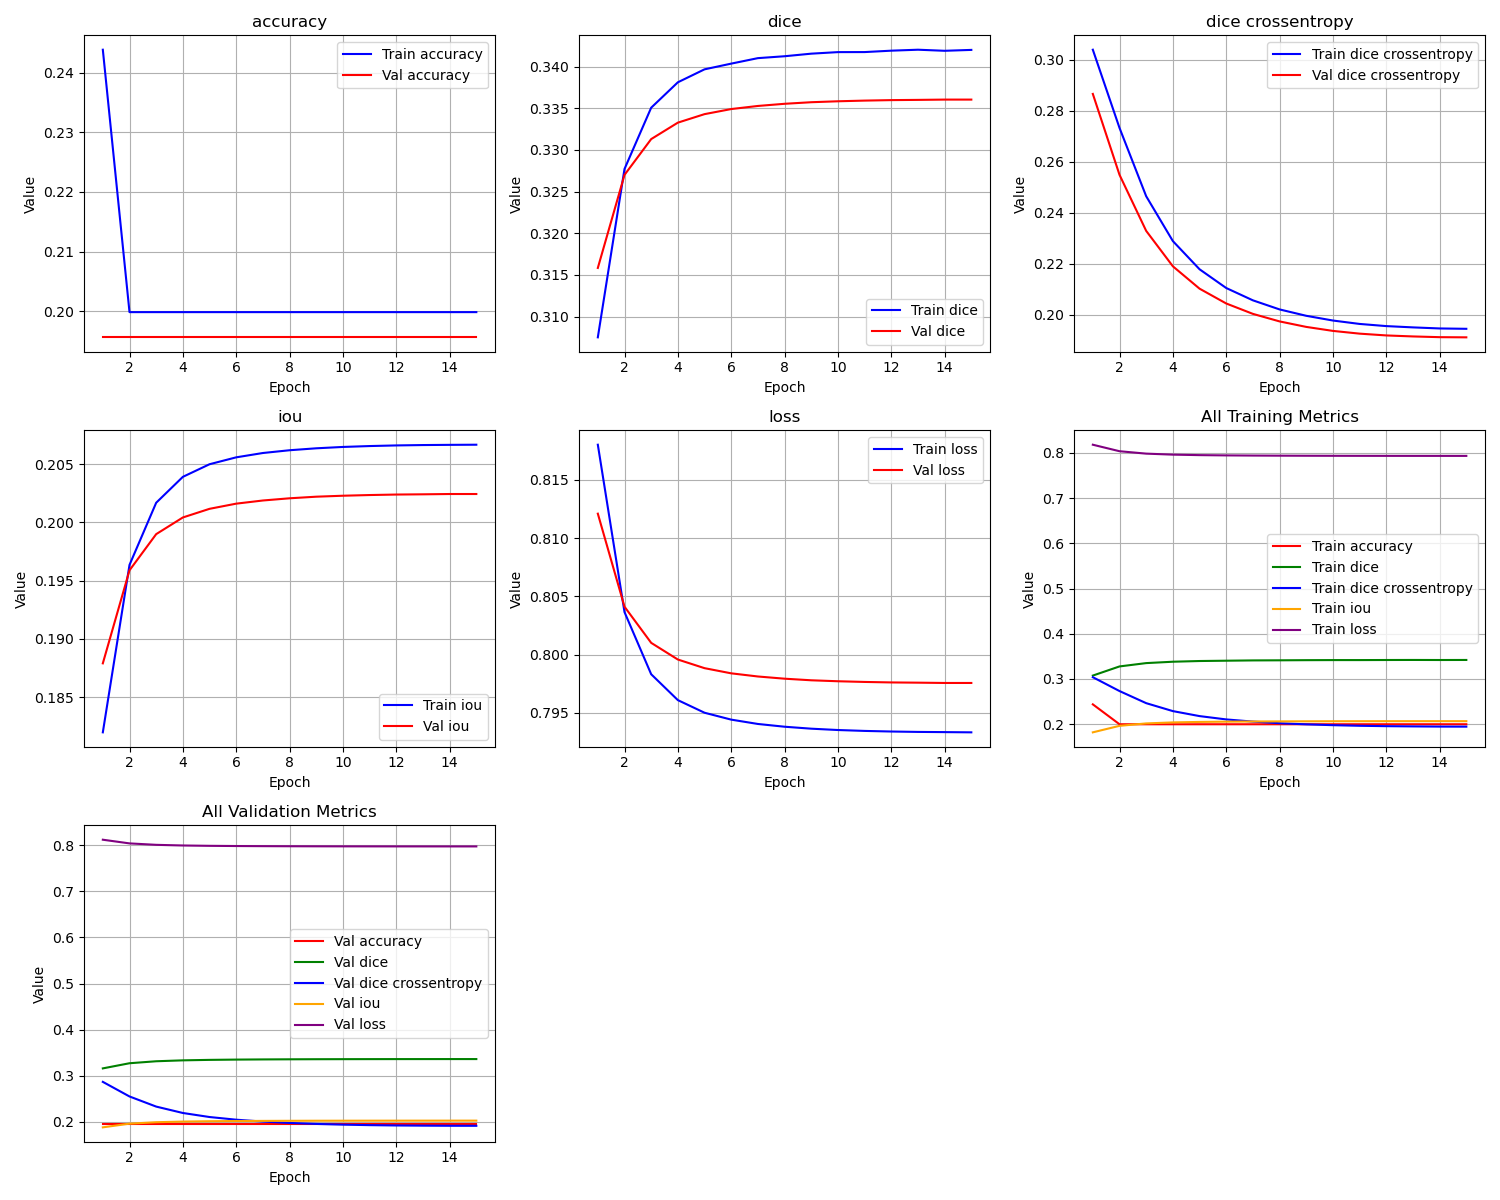 accuracy
Value
0.24
0.23
0.22
0.21
0.20
Train accuracy
Val accuracy
2 4 6 8 10 12 14
Epoch
dice
Value
0.340
0.335
0.330
0.325
0.320
0.315
0.310
Train dice
Val dice
2 4 6 8 10 12 14
Epoch
dice crossentropy
Value
0.30
0.28
0.26
0.24
0.22
0.20
Train dice crossentropy
Val dice crossentropy
2 4 6 8 10 12 14
Epoch
iou
Value
0.205
0.200
0.195
0.190
0.185
Train iou
Val iou
2 4 6 8 10 12 14
Epoch
loss
Value
0.815
0.810
0.805
0.800
0.795
Train loss
Val loss
2 4 6 8 10 12 14
Epoch
All Training Metrics
Value
0.8
0.7
0.6
0.5
0.4
0.3
0.2
Train accuracy
Train dice
Train dice crossentropy
Train iou
Train loss
2 4 6 8 10 12 14
Epoch
All Validation Metrics
Value
0.8
0.7
0.6
0.5
0.4
0.3
0.2
Val accuracy
Val dice
Val dice crossentropy
Val iou
Val loss
2 4 6 8 10 12 14
Epoch